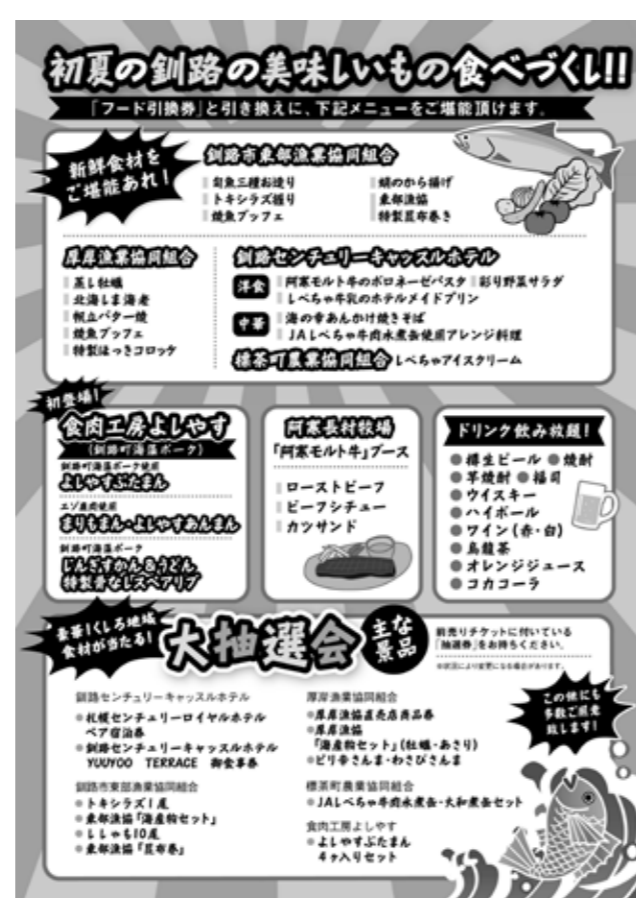 初夏の釧路の美味しいもの食べづくし!!
「フード引換券」と引き換えに、下記メニューをご堪能頂けます。
新鮮食材を
ご堪能あれ!
釧路市東部漁業協同組合
旬魚三種お造り
トキシラズ握り
焼魚ブッフェ
蛸のから揚げ
東部漁協
特製昆布巻き
厚岸漁業協同組合
蒸し牡蠣
北海しま海老
帆立バター焼
焼魚ブッフェ
特製ほっきコロッケ
釧路センチュリーキャッスルホテル
洋食 阿寒モルト牛のボロネーゼパスタ 彩り野菜サラダ
しべちゃ牛乳のホテルメイドプリン
中華 海の幸あんかけ焼きそば
JAしべちゃ牛肉水煮缶使用アレンジ料理
標茶町農業協同組合 しべちゃアイスクリーム
初登場!
食肉工房よしやす
(釧路町海藻ポーク)
釧路町海藻ポーク使用
よしやすぶたまん
エゾ鹿肉使用
まりもまん・よしやすあんまん
釧路町海藻ポーク
じんぎすかん&うどん
特製骨なしスペアリブ
阿寒長村牧場
「阿寒モルト牛」ブース
ローストビーフ
ビーフシチュー
カツサンド
ドリンク飲み放題!
樽生ビール 焼酎
芋焼酎 福司
ウイスキー
ハイボール
ワイン(赤・白)
烏龍茶
オレンジジュース
コカコーラ
豪華!くしろ地場
食材が当たる!
大抽選会
主な
景品
前売りチケットに付いている
「抽選券」をお持ちください。
※状況により変更になる場合があります。
この他にも
多数ご用意
致します!
釧路センチュリーキャッスルホテル
札幌センチュリーロイヤルホテル
ペア宿泊券
釧路センチュリーキャッスルホテル
YUUYOO TERRACE 御食事券
釧路市東部漁業協同組合
トキシラズ1尾
東部漁協「海産物セット」
ししゃも10尾
東部漁協「昆布巻」
厚岸漁業協同組合
厚岸漁協直売店商品券
厚岸漁協
「海産物セット」(牡蠣・あさり)
ピリ辛さんま・わさびさんま
標茶町農業協同組合
JAしべちゃ牛肉水煮缶・大和煮缶セット
食肉工房よしやす
よしやすぶたまん
4ヶ入りセット